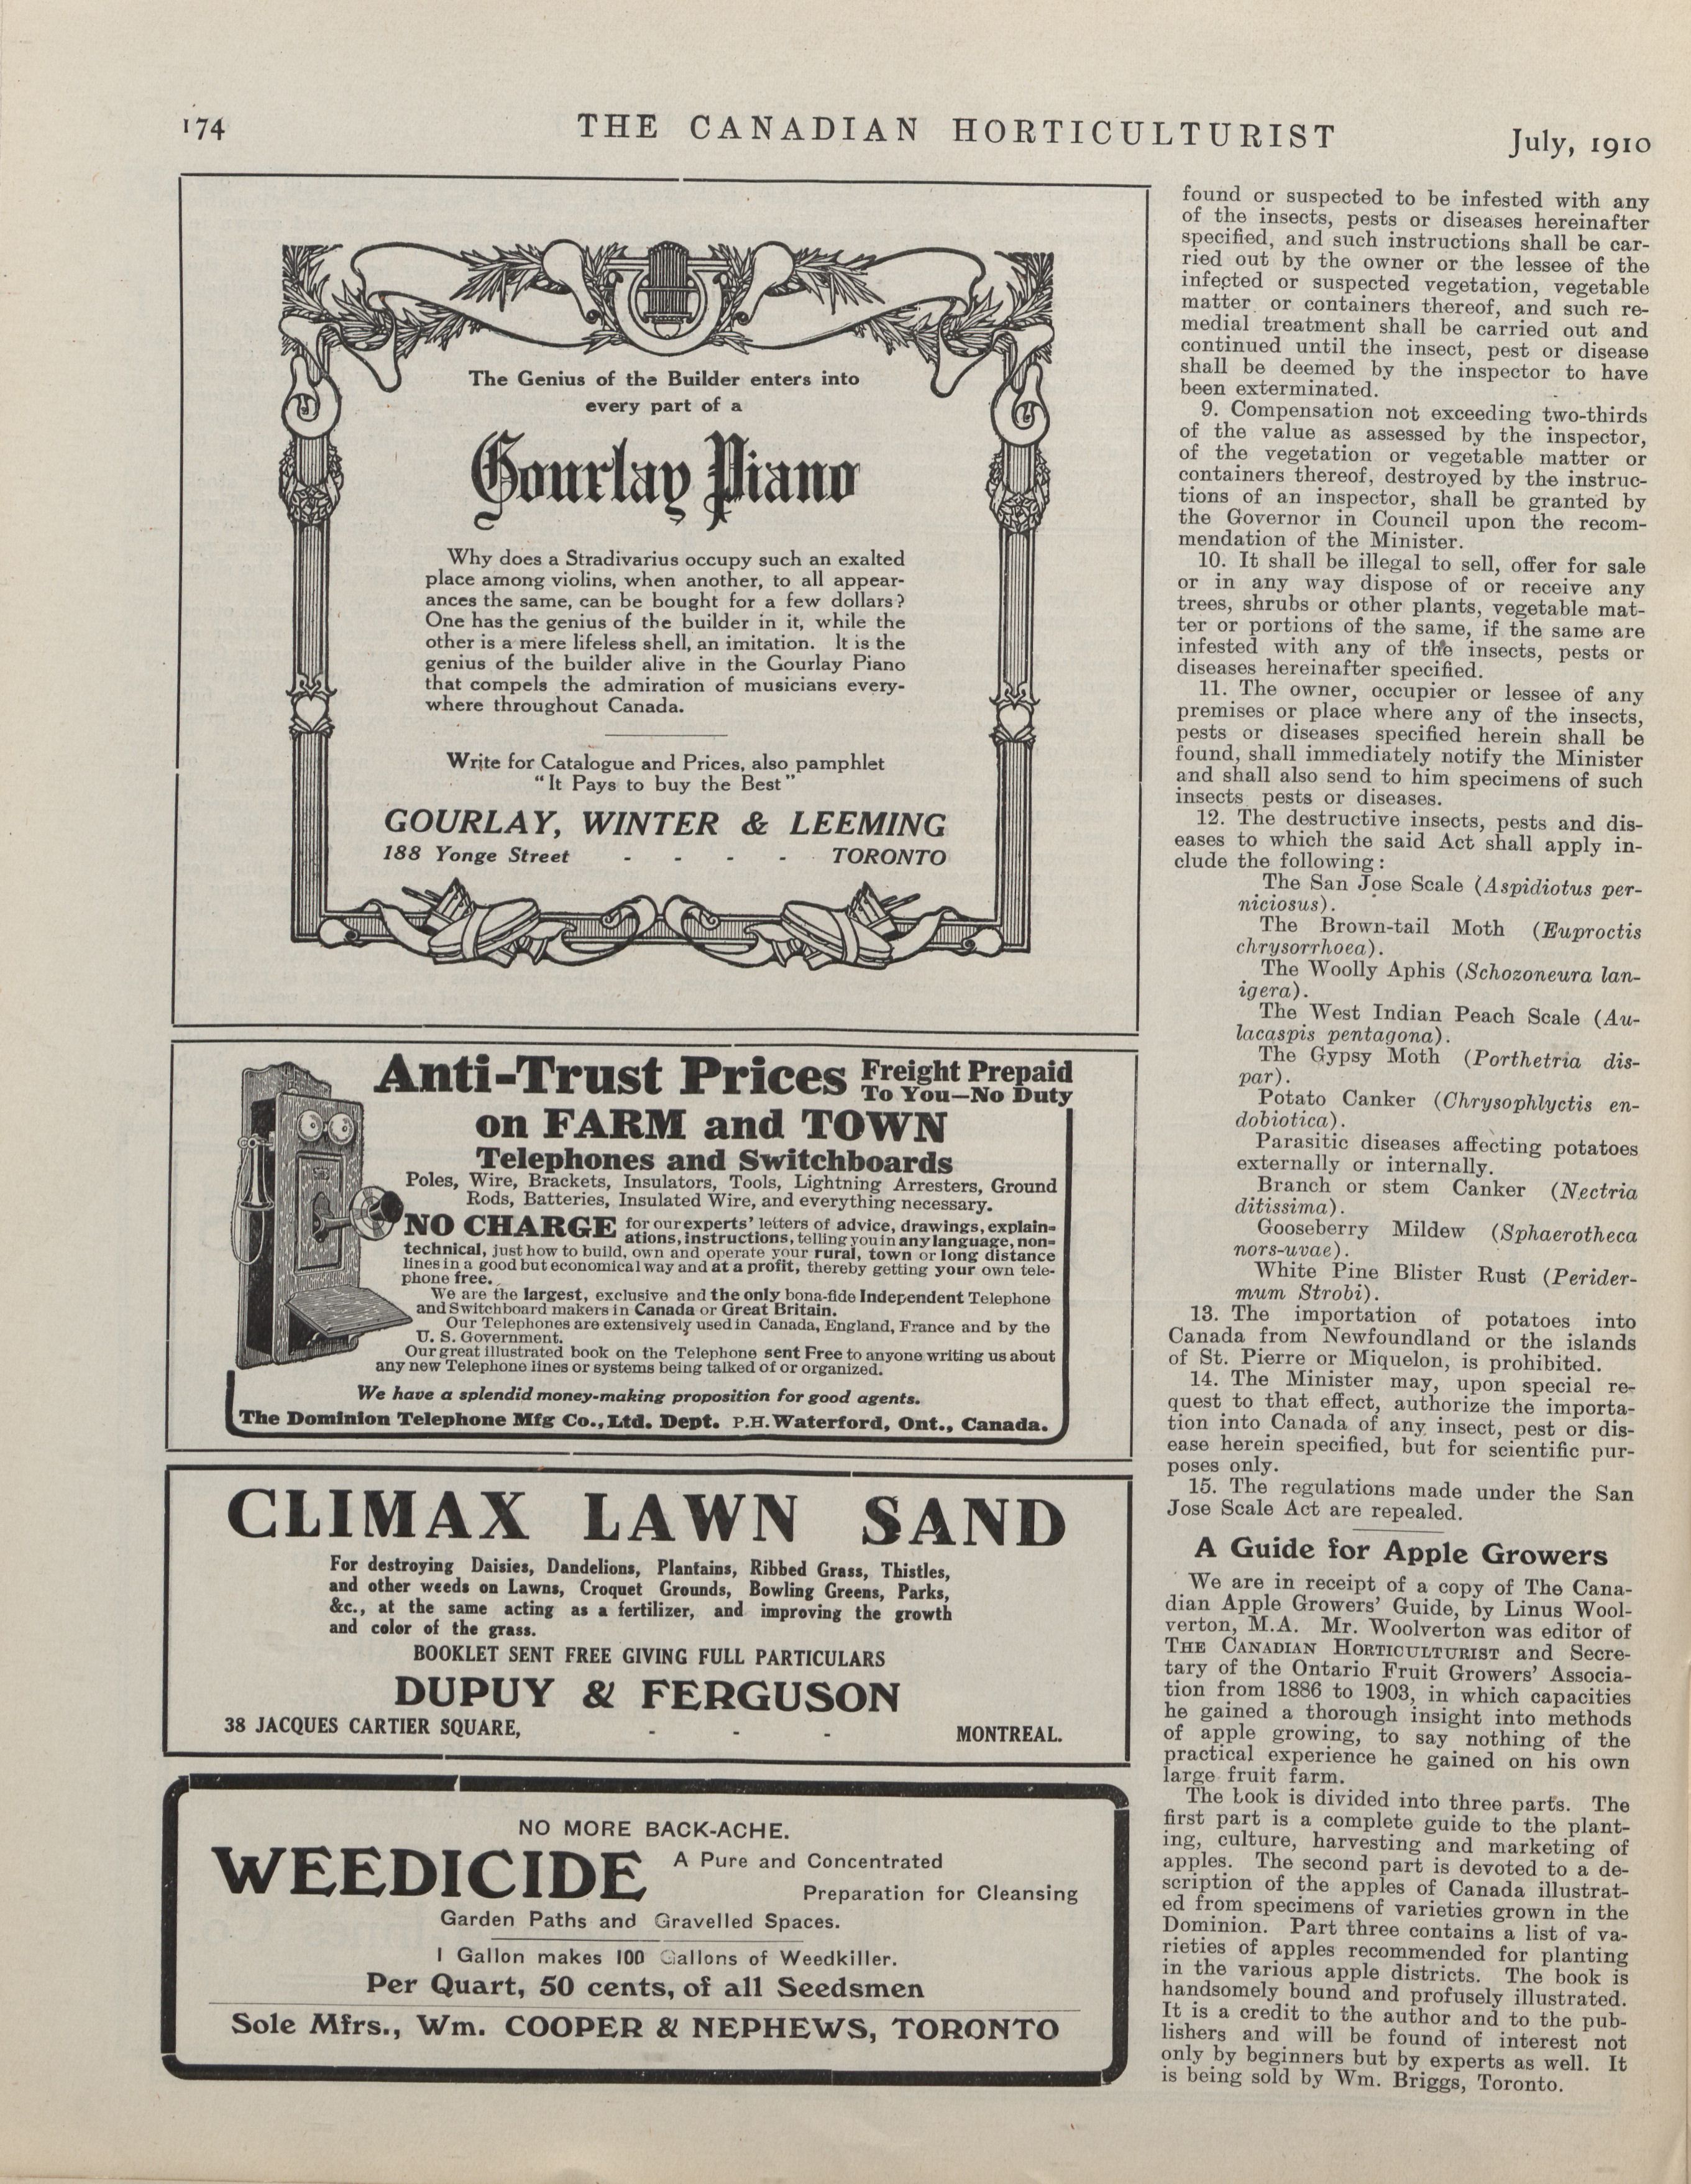 174
THE CANADIAN HORTICULTURIST
July, 1910
The Genius of the Builder enters into
every part of a
Gourlay Piano
Why does a Stradivarius occupy such an exalted
place among violins, when another, to all appear-
ances the same, can be bought for a few dollars?
One has the genius of the builder in it, while the
other is a mere lifeless shell, an imitation. It is the
genius of the builder alive in the Gourlay Piano
that compels the admiration of musicians every-
where throughout Canada.
Write for Catalogue and Prices, also pamphlet
"It Pays to buy the Best"
GOURLAY, WINTER & LEEMING
188 Yonge Street - - - - TORONTO
Anti-Trust Prices Freight Prepaid
To You—No Duty
on FARM and TOWN
Telephones and Switchboards
Poles, Wire, Brackets, Insulators, Tools, Lightning Arresters, Ground
Rods, Batteries, Insulated Wire, and everything necessary.
NO CHARGE for our experts' letters of advice, drawings, explain-
ations, instructions, telling you in any language, non-
technical, just how to build, own and operate your rural, town or long distance
lines in a good but economical way and at a profit, thereby getting your own tele-
phone free.
We are the largest, exclusive and the only bona-fide Independent Telephone
and Switchboard makers in Canada or Great Britain.
Our Telephones are extensively used in Canada, England, France and by the
U. S. Government.
Our great illustrated book on the Telephone sent Free to anyone writing us about
any new Telephone lines or systems being talked of or organized.
We have a splendid money-making proposition for good agents.
The Dominion Telephone Mfg Co., Ltd. Dept. P.H. Waterford, Ont., Canada.
CLIMAX LAWN SAND
For destroying Daisies, Dandelions, Plantains, Ribbed Grass, Thistles,
and other weeds on Lawns, Croquet Grounds, Bowling Greens, Parks,
&c., at the same acting as a fertilizer, and improving the growth
and color of the grass.
BOOKLET SENT FREE GIVING FULL PARTICULARS
DUPUY & FERGUSON
38 JACQUES CARTIER SQUARE, - - - MONTREAL.
NO MORE BACK-ACHE.
WEEDICIDE A Pure and Concentrated
Preparation for Cleansing
Garden Paths and Gravelled Spaces.
1 Gallon makes 100 Gallons of Weedkiller.
Per Quart, 50 cents, of all Seedsmen
Sole Mfrs., Wm. COOPER & NEPHEWS, TORONTO
found or suspected to be infested with any
of the insects, pests or diseases hereinafter
specified, and such instructions shall be car-
ried out by the owner or the lessee of the
infected or suspected vegetation, vegetable
matter or containers thereof, and such re-
medial treatment shall be carried out and
continued until the insect, pest or disease
shall be deemed by the inspector to have
been exterminated.
9. Compensation not exceeding two-thirds
of the value as assessed by the inspector,
of the vegetation or vegetable matter or
containers thereof, destroyed by the instruc-
tions of an inspector, shall be granted by
the Governor in Council upon the recom-
mendation of the Minister.
10. It shall be illegal to sell, offer for sale
or in any way dispose of or receive any
trees, shrubs or other plants, vegetable mat-
ter or portions of the same, if the same are
infested with any of the insects, pests or
diseases hereinafter specified.
11. The owner, occupier or lessee of any
premises or place where any of the insects,
pests or diseases specified herein shall be
found, shall immediately notify the Minister
and shall also send to him specimens of such
insects pests or diseases.
12. The destructive insects, pests and dis-
eases to which the said Act shall apply in-
clude the following:
The San Jose Scale (Aspidiotus per-
niciosus).
The Brown-tail Moth (Euproctis
chrysorrhoea).
The Woolly Aphis (Schozoneura lan-
igera).
The West Indian Peach Scale (Au-
lacaspis pentagona).
The Gypsy Moth (Porthetria dis-
par).
Potato Canker (Chrysophlyctis en-
dobiotica).
Parasitic diseases affecting potatoes
externally or internally.
Branch or stem Canker (Nectria
ditissima).
Gooseberry Mildew (Sphaerotheca
nors-uvae).
White Pine Blister Rust (Perider-
mum Strobi).
13. The importation of potatoes into
Canada from Newfoundland or the islands
of St. Pierre or Miquelon, is prohibited.
14. The Minister may, upon special re-
quest to that effect, authorize the importa-
tion into Canada of any insect, pest or dis-
ease herein specified, but for scientific pur-
poses only.
15. The regulations made under the San
Jose Scale Act are repealed.
A Guide for Apple Growers
We are in receipt of a copy of The Cana-
dian Apple Growers' Guide, by Linus Wool-
verton, M.A. Mr. Woolverton was editor of
THE CANADIAN HORTICULTURIST and Secre-
tary of the Ontario Fruit Growers' Associa-
tion from 1886 to 1903, in which capacities
he gained a thorough insight into methods
of apple growing, to say nothing of the
practical experience he gained on his own
large fruit farm.
The book is divided into three parts. The
first part is a complete guide to the plant-
ing, culture, harvesting and marketing of
apples. The second part is devoted to a de-
scription of the apples of Canada illustrat-
ed from specimens of varieties grown in the
Dominion. Part three contains a list of va-
rieties of apples recommended for planting
in the various apple districts. The book is
handsomely bound and profusely illustrated.
It is a credit to the author and to the pub-
lishers and will be found of interest not
only by beginners but by experts as well. It
is being sold by Wm. Briggs, Toronto.